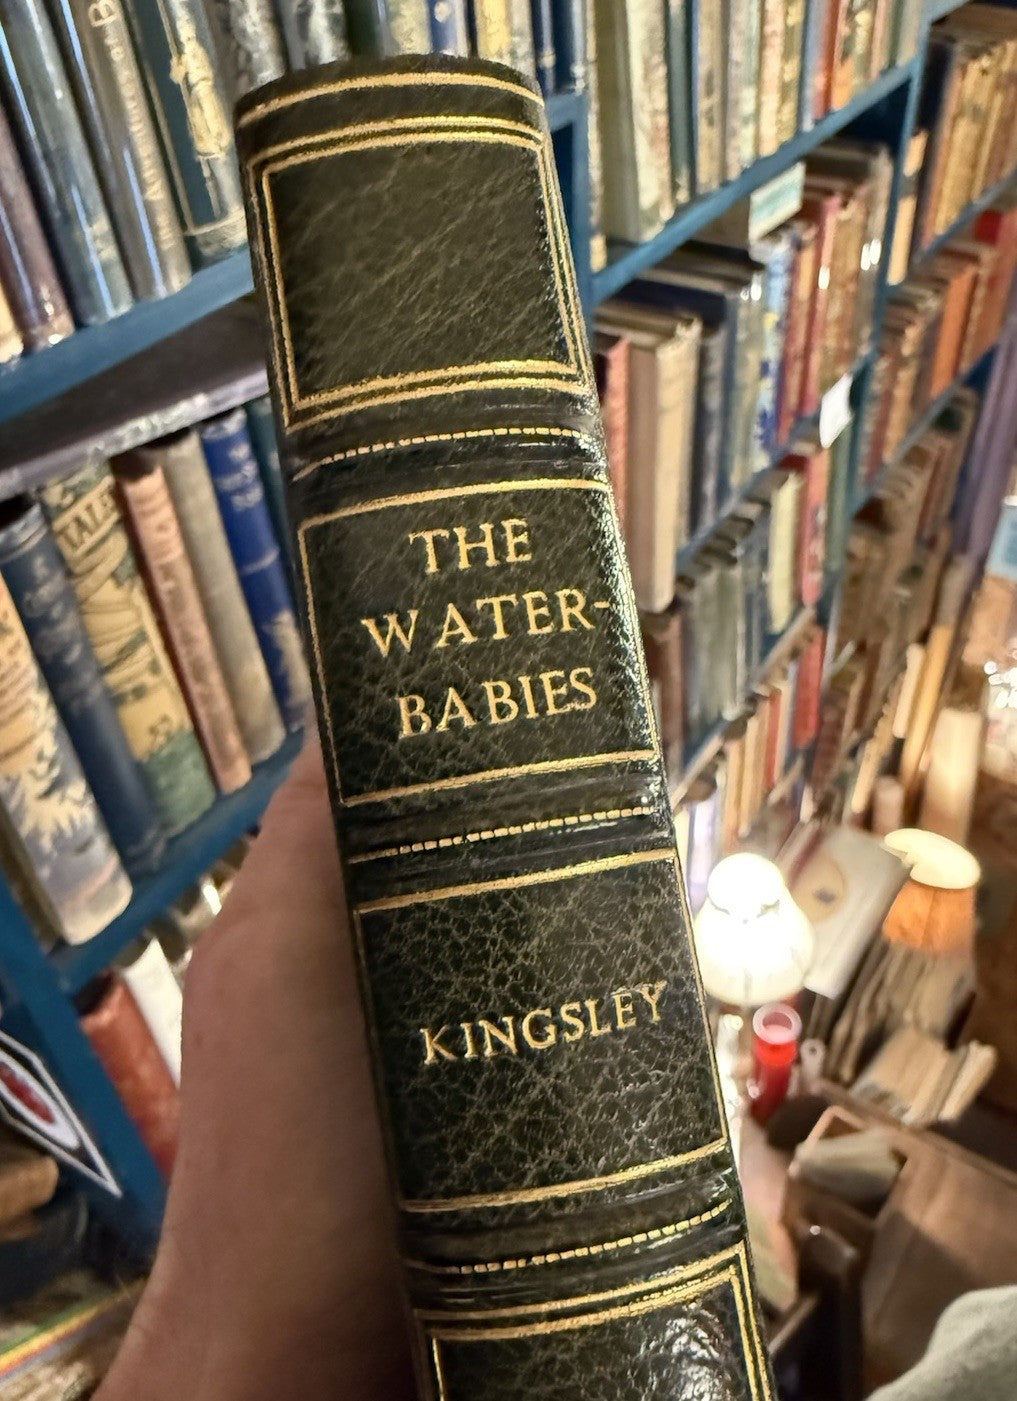 THE
WATER-
BABIES
KINGSLEY